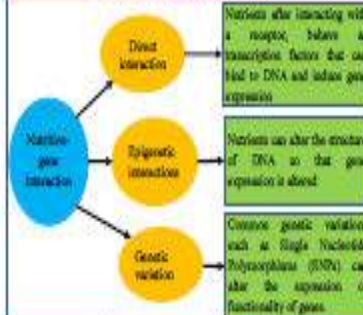 Nutrition-
gene
interaction
Direct
interaction
Nutrients after interacting with
a receptor, behave as
transcription factors that can
bind to DNA and induce gene
expression
Epigenetic
interactions
Nutrients can alter the structure
of DNA so that gene
expression is altered
Genetic
variation
Common genetic variation
such as Single Nucleotide
Polymorphisms (SNPs) can
alter the expression or
functionality of genes.